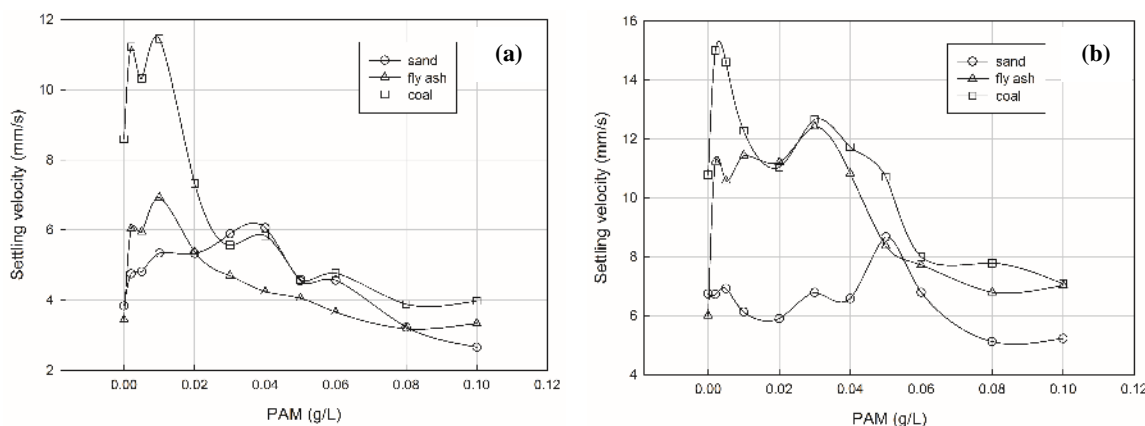 12
10
8
6
4
2
Settling velocity (mm/s)
(a)
sand
fly ash
coal
0.00 0.02 0.04 0.06 0.08 0.10 0.12
PAM (g/L)
16
14
12
10
8
6
4
Settling velocity (mm/s)
(b)
sand
fly ash
coal
0.00 0.02 0.04 0.06 0.08 0.10 0.12
PAM (g/L)